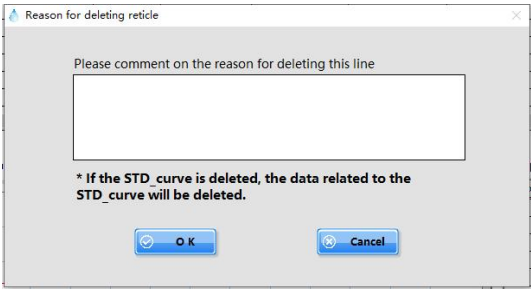 Reason for deleting reticle
Please comment on the reason for deleting this line
* If the STD_curve is deleted, the data related to the
STD_curve will be deleted.
O K
Cancel